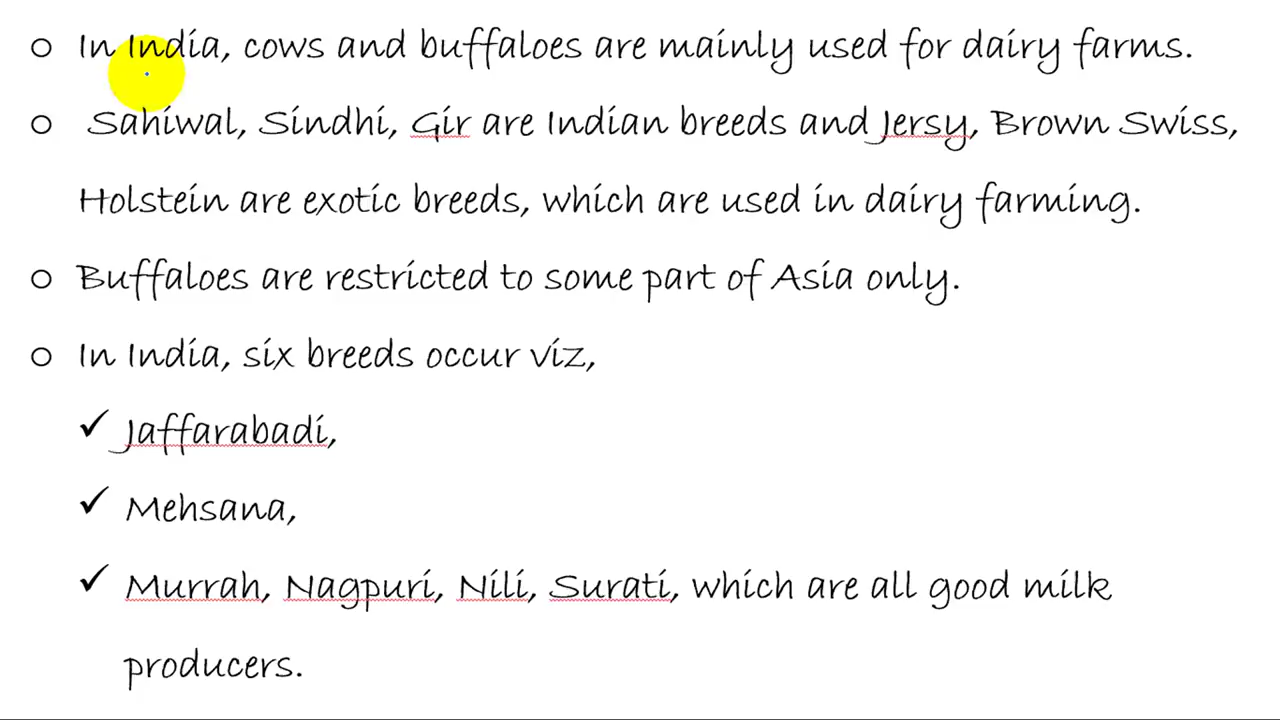 o In India, cows and buffaloes are mainly used for dairy farms.
o Sahiwal, Sindhi, Gir are Indian breeds and Jersy, Brown Swiss,
Holstein are exotic breeds, which are used in dairy farming.
o Buffaloes are restricted to some part of Asia only.
o In India, six breeds occur viz,
✓ Jaffarabadi,
✓ Mehsana,
✓ Murrah, Nagpuri, Nili, Surati, which are all good milk
producers.